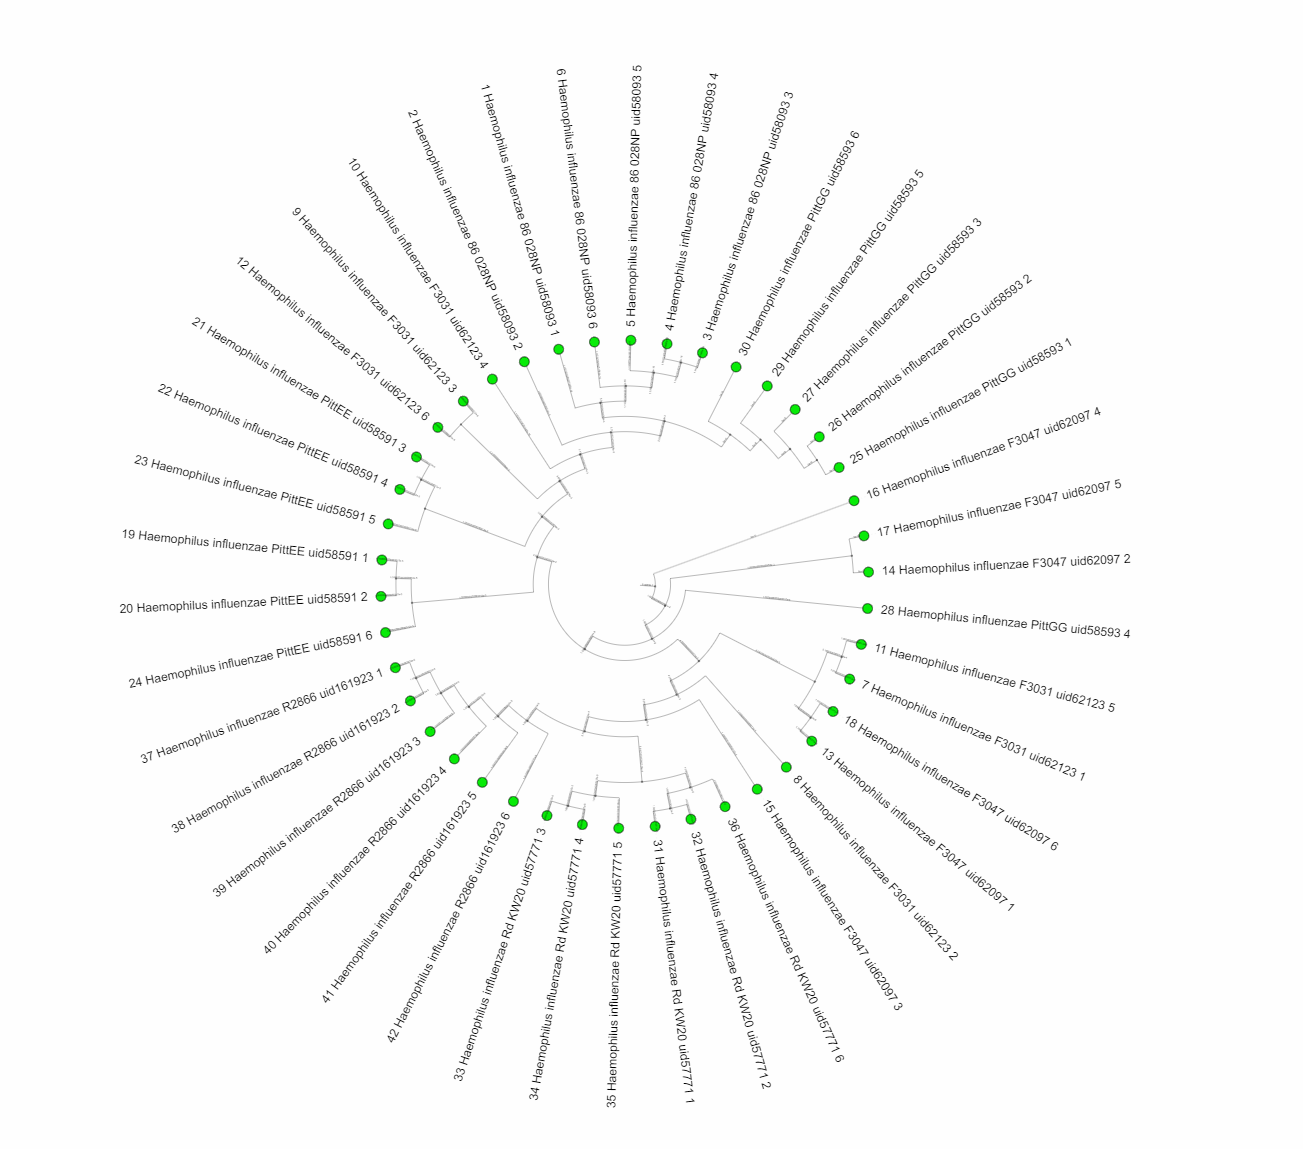 6 Haemophilus influenzae 86 028NP uid58093 6
5 Haemophilus influenzae 86 028NP uid58093 5
4 Haemophilus influenzae 86 028NP uid58093 4
3 Haemophilus influenzae 86 028NP uid58093 3
30 Haemophilus influenzae PittGG uid58593 6
29 Haemophilus influenzae PittGG uid58593 5
27 Haemophilus influenzae PittGG uid58593 3
26 Haemophilus influenzae PittGG uid58593 2
25 Haemophilus influenzae PittGG uid58593 1
16 Haemophilus influenzae F3047 uid62097 4
17 Haemophilus influenzae F3047 uid62097 5
14 Haemophilus influenzae F3047 uid62097 2
28 Haemophilus influenzae PittGG uid58593 4
11 Haemophilus influenzae F3031 uid62123 5
7 Haemophilus influenzae F3031 uid62123 1
18 Haemophilus influenzae F3047 uid62097 6
13 Haemophilus influenzae F3047 uid62097 1
8 Haemophilus influenzae F3031 uid62123 2
15 Haemophilus influenzae F3047 uid62097 3
36 Haemophilus influenzae Rd KW20 uid57771 6
32 Haemophilus influenzae Rd KW20 uid57771 2
31 Haemophilus influenzae Rd KW20 uid57771 1
35 Haemophilus influenzae Rd KW20 uid57771 5
34 Haemophilus influenzae Rd KW20 uid57771 4
33 Haemophilus influenzae Rd KW20 uid57771 3
42 Haemophilus influenzae R2866 uid161923 6
41 Haemophilus influenzae R2866 uid161923 5
40 Haemophilus influenzae R2866 uid161923 4
39 Haemophilus influenzae R2866 uid161923 3
38 Haemophilus influenzae R2866 uid161923 2
37 Haemophilus influenzae R2866 uid161923 1
24 Haemophilus influenzae PittEE uid58591 6
20 Haemophilus influenzae PittEE uid58591 2
19 Haemophilus influenzae PittEE uid58591 1
23 Haemophilus influenzae PittEE uid58591 5
22 Haemophilus influenzae PittEE uid58591 4
21 Haemophilus influenzae PittEE uid58591 3
12 Haemophilus influenzae F3031 uid62123 6
9 Haemophilus influenzae F3031 uid62123 3
10 Haemophilus influenzae F3031 uid62123 4
2 Haemophilus influenzae 86 028NP uid58093 2
1 Haemophilus influenzae 86 028NP uid58093 1